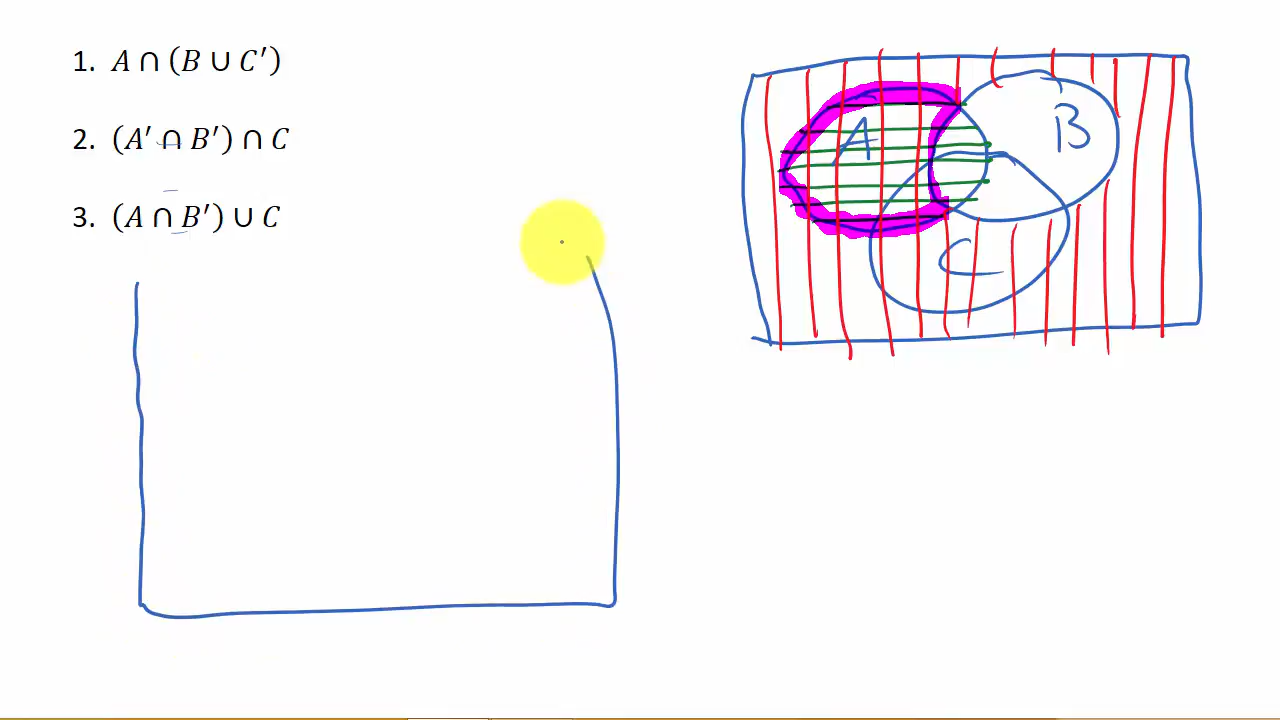 1. A ∩ (B ∪ C′)
2. (A′ ∩ B′) ∩ C
3. (A ∩ B′) ∪ C
A
B
C